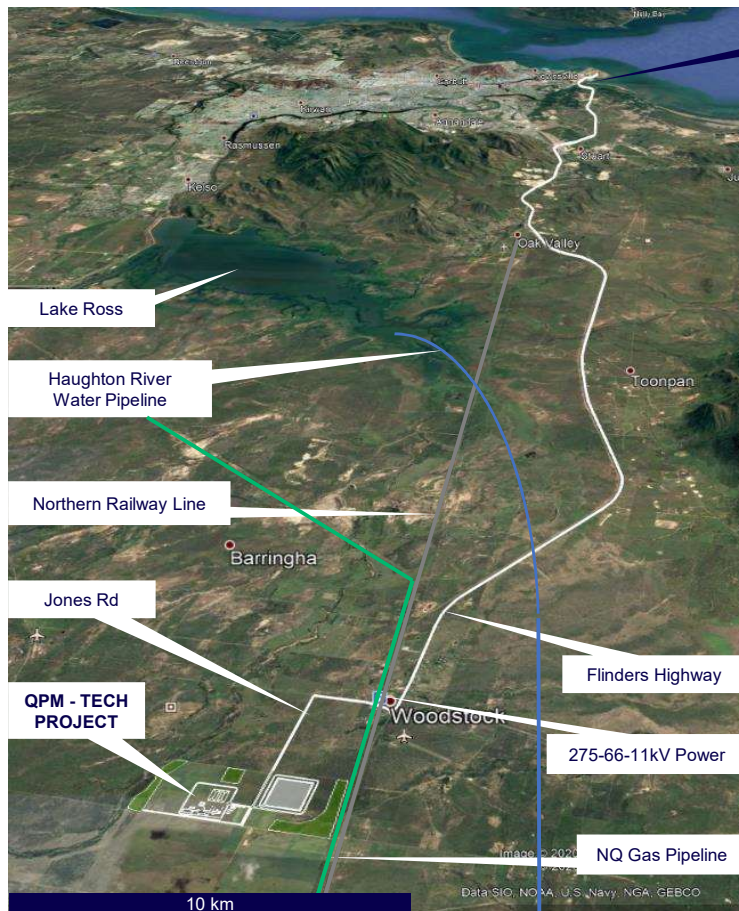 Nelly Bay
Kirwan
Stuart
Rasmussen
Kelso
Oak Valley
Lake Ross
Haughton River
Water Pipeline
Toonpan
Northern Railway Line
Barringha
Jones Rd
Flinders Highway
QPM - TECH
PROJECT
Woodstock
275-66-11kV Power
NQ Gas Pipeline
Data SIO, NOAA, U.S. Navy, NGA, GEBCO
10 km